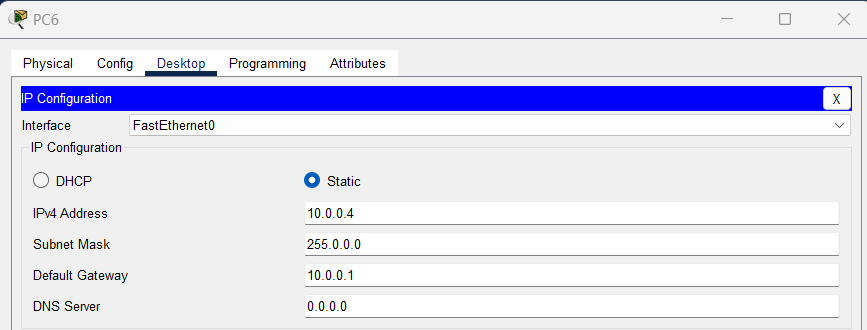 PC6
Physical Config Desktop Programming Attributes
IP Configuration X
Interface FastEthernet0
IP Configuration
DHCP Static
IPv4 Address 10.0.0.4
Subnet Mask 255.0.0.0
Default Gateway 10.0.0.1
DNS Server 0.0.0.0